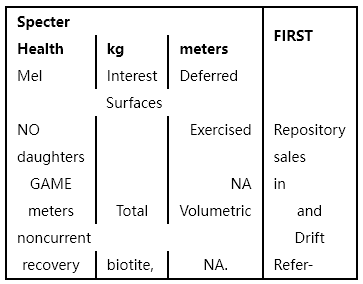 Specter
FIRST
Health kg meters
Mel Interest Deferred
Surfaces
NO Exercised Repository
daughters sales
GAME NA in
meters Total Volumetric and
noncurrent Drift
recovery biotite, NA. Refer-